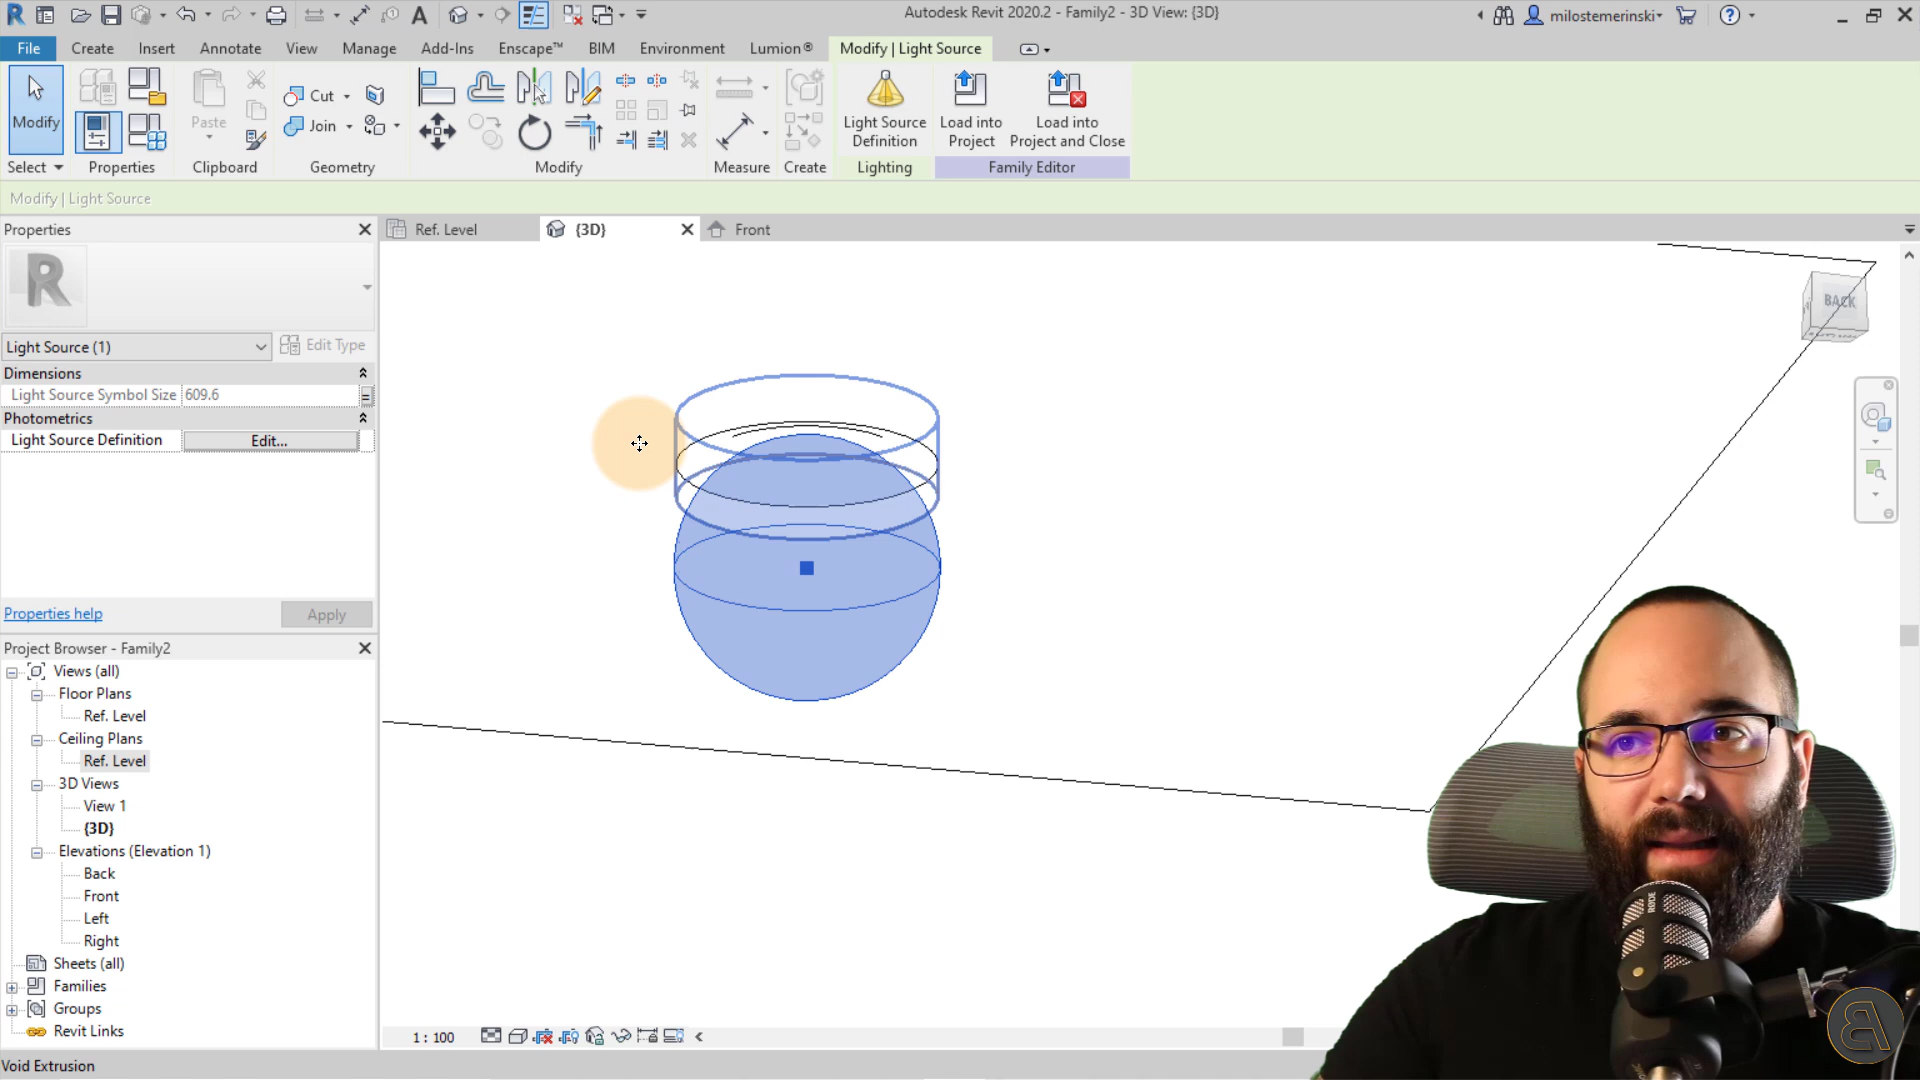 Autodesk Revit 2020.2 - Family2 - 3D View: {3D}
milostemerinski
File
Create
Insert
Annotate
View
Manage
Add-Ins
Enscape™
BIM
Environment
Lumion®
Modify | Light Source
Modify
Paste
Cut
Join
Light Source Definition
Load into Project
Load into Project and Close
Select
Properties
Clipboard
Geometry
Modify
Measure
Create
Lighting
Family Editor
Modify | Light Source
Properties
Ref. Level
{3D}
Front
R
BACK
Light Source (1)
Edit Type
Dimensions
Light Source Symbol Size 609.6
=
Photometrics
Light Source Definition Edit...
Properties help
Apply
Project Browser - Family2
Views (all)
Floor Plans
Ref. Level
Ceiling Plans
Ref. Level
3D Views
View 1
{3D}
Elevations (Elevation 1)
Back
Front
Left
Right
Sheets (all)
Families
Groups
Revit Links
1 : 100
RØDE
Void Extrusion